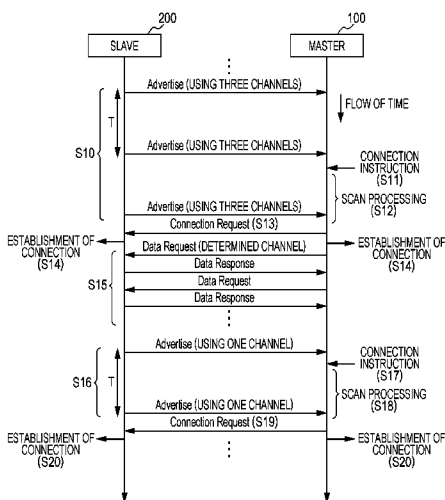 200
100
SLAVE
MASTER
Advertise (USING THREE CHANNELS)
FLOW OF TIME
T
S10
Advertise (USING THREE CHANNELS)
CONNECTION
INSTRUCTION
(S11)
SCAN PROCESSING
(S12)
Advertise (USING THREE CHANNELS)
Connection Request (S13)
ESTABLISHMENT OF
CONNECTION
(S14)
Data Request (DETERMINED CHANNEL)
ESTABLISHMENT OF
CONNECTION
(S14)
S15
Data Response
Data Request
Data Response
Advertise (USING ONE CHANNEL)
CONNECTION
INSTRUCTION
(S17)
S16
T
SCAN PROCESSING
(S18)
Advertise (USING ONE CHANNEL)
Connection Request (S19)
ESTABLISHMENT OF
CONNECTION
(S20)
ESTABLISHMENT OF
CONNECTION
(S20)